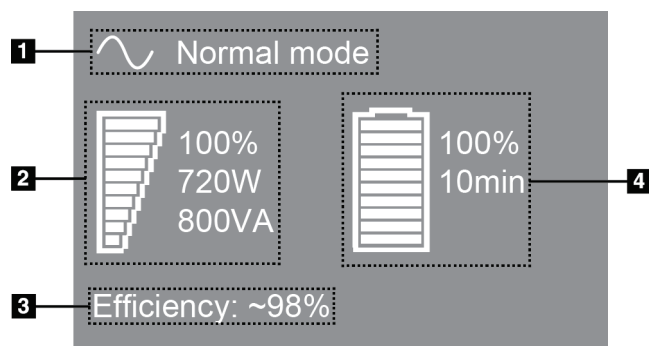 1
Normal mode
2
100%
720W
800VA
100%
10min
4
3
Efficiency: ~98%